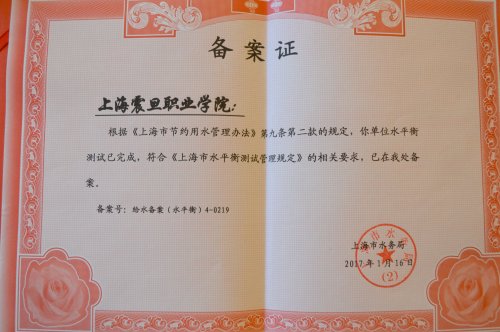 备案证
上海震旦职业学院：
根据《上海市节约用水管理办法》第九条第二款的规定，你单位水平衡
测试已完成，符合《上海市水平衡测试管理规定》的相关要求，已在我处备
案。
备案号：给水备案（水平衡）4-0219
上海市水务局
2017年1月16日
(2)